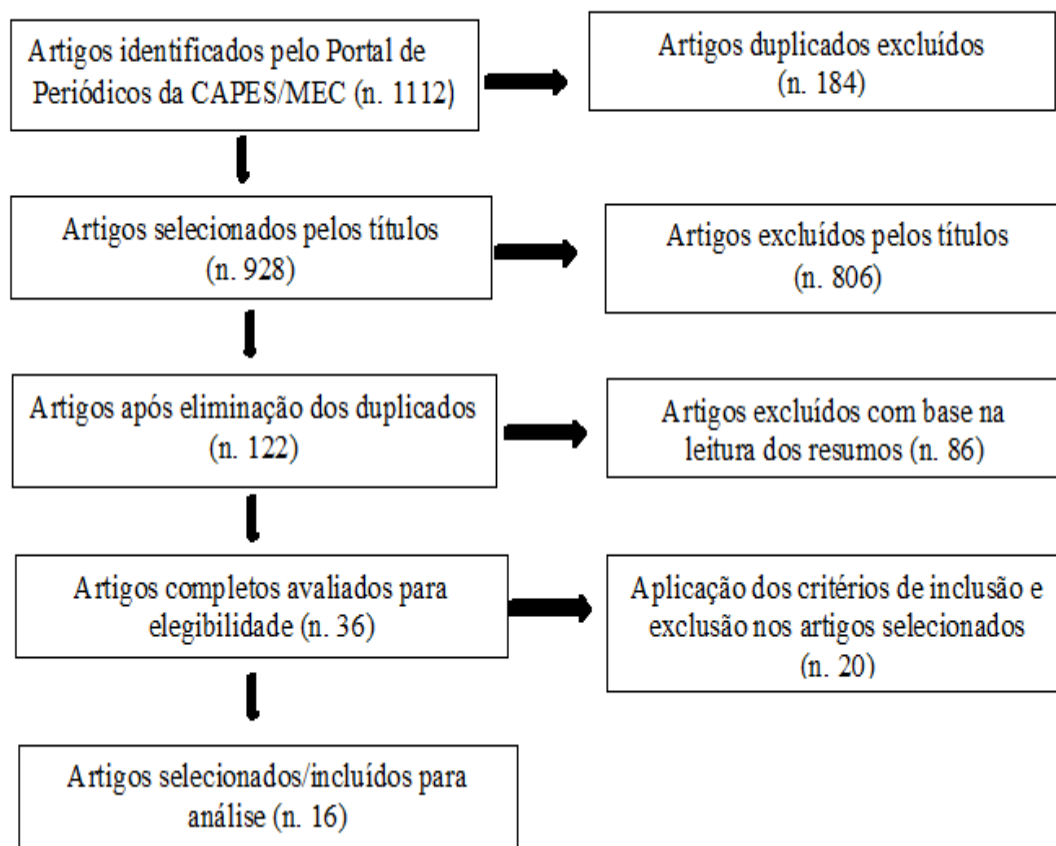 Artigos identificados pelo Portal de
Periódicos da CAPES/MEC (n. 1112)
Artigos duplicados excluídos
(n. 184)
Artigos selecionados pelos títulos
(n. 928)
Artigos excluídos pelos títulos
(n. 806)
Artigos após eliminação dos duplicados
(n. 122)
Artigos excluídos com base na
leitura dos resumos (n. 86)
Artigos completos avaliados para
elegibilidade (n. 36)
Aplicação dos critérios de inclusão e
exclusão nos artigos selecionados
(n. 20)
Artigos selecionados/incluídos para
análise (n. 16)